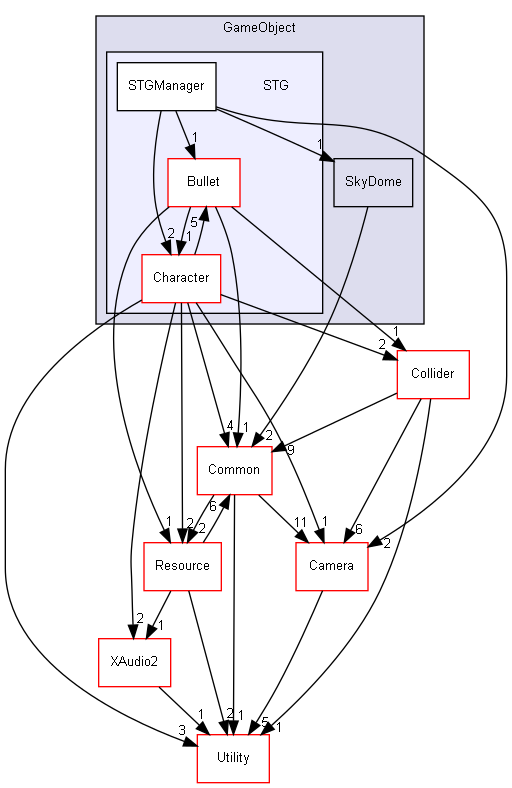 GameObject
STGManager
STG
1
1
SkyDome
Bullet
5
2
1
Character
1
2
Collider
4
1
2
9
Common
6
11
1
2
2
1
6
2
Resource
Camera
2
1
XAudio2
1
2
1
5
1
3
Utility